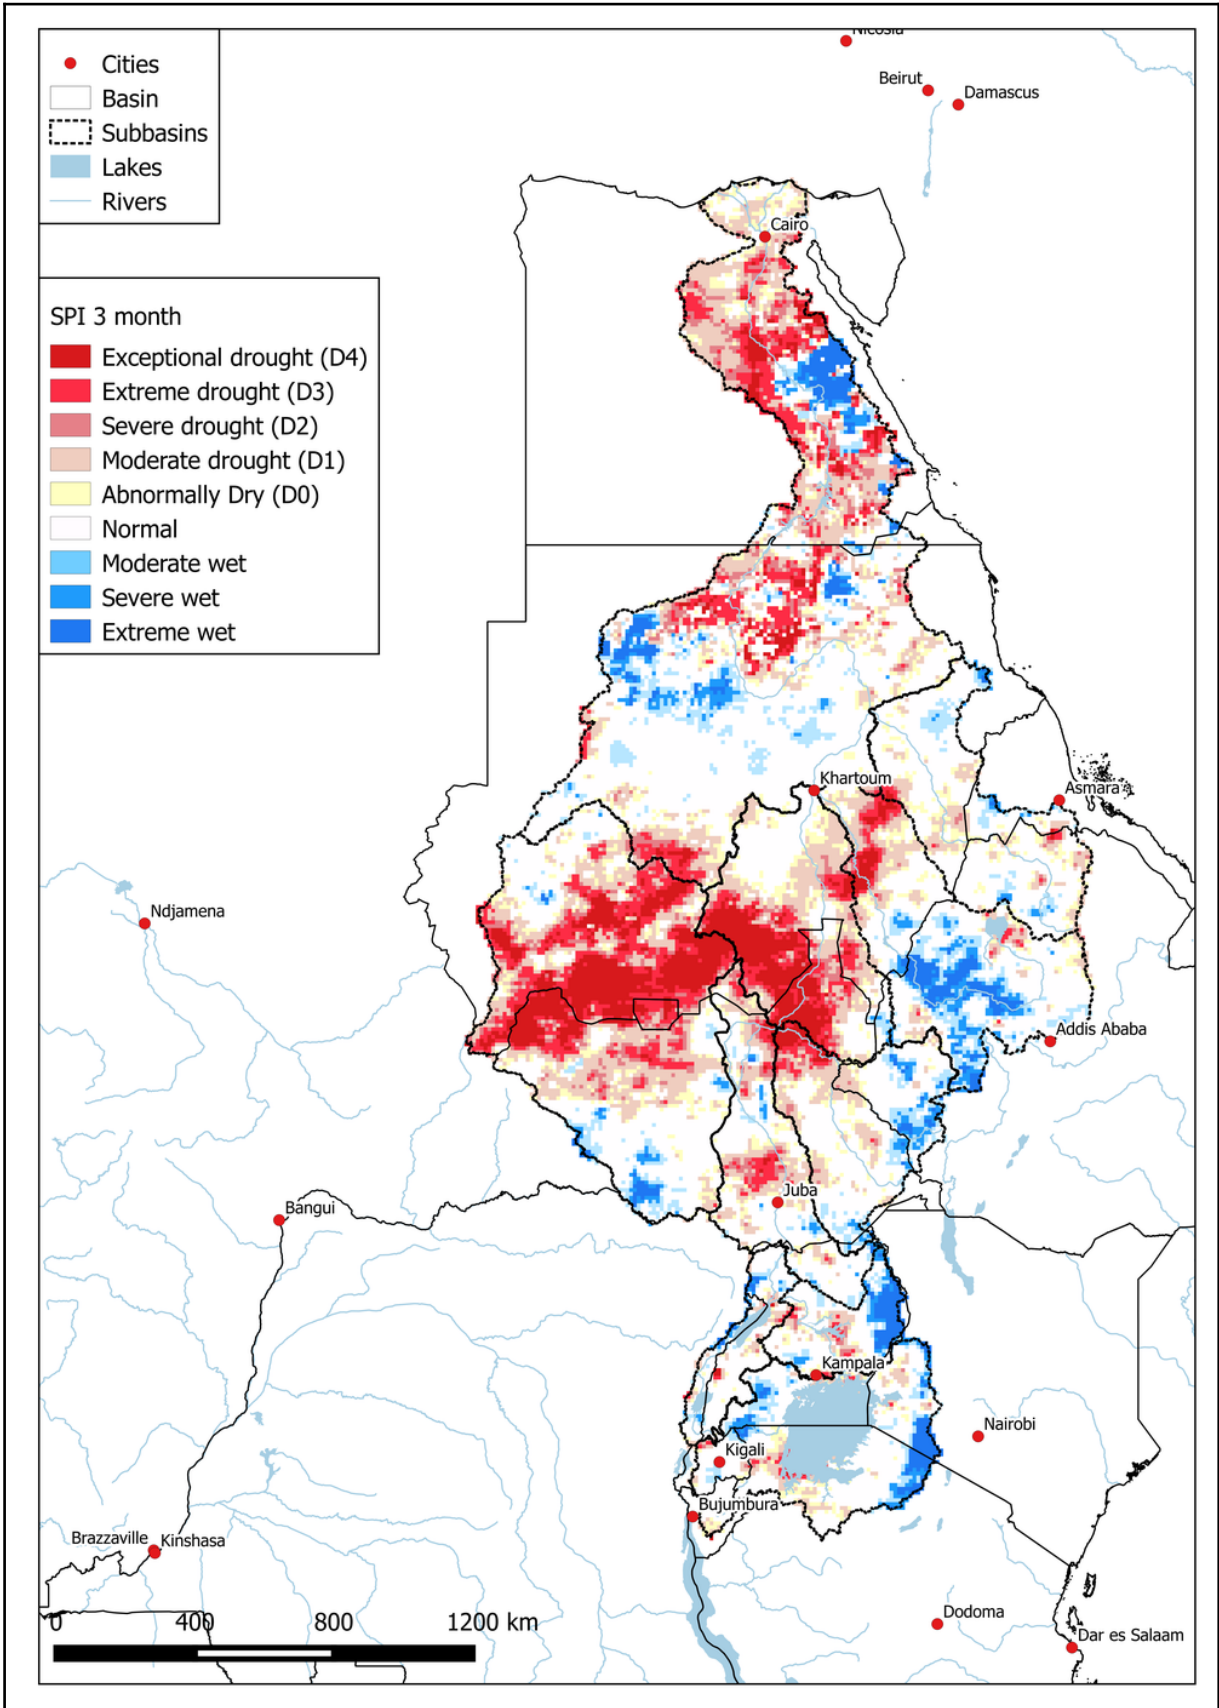 Nicosia
Beirut
Damascus
Cities
Basin
Subbasins
Lakes
Rivers
Cairo
SPI 3 month
Exceptional drought (D4)
Extreme drought (D3)
Severe drought (D2)
Moderate drought (D1)
Abnormally Dry (D0)
Normal
Moderate wet
Severe wet
Extreme wet
Khartoum
Asmara
Ndjamena
Addis Ababa
Juba
Bangui
Kampala
Nairobi
Kigali
Bujumbura
Brazzaville
Kinshasa
Dodoma
Dar es Salaam
0 400 800 1200 km